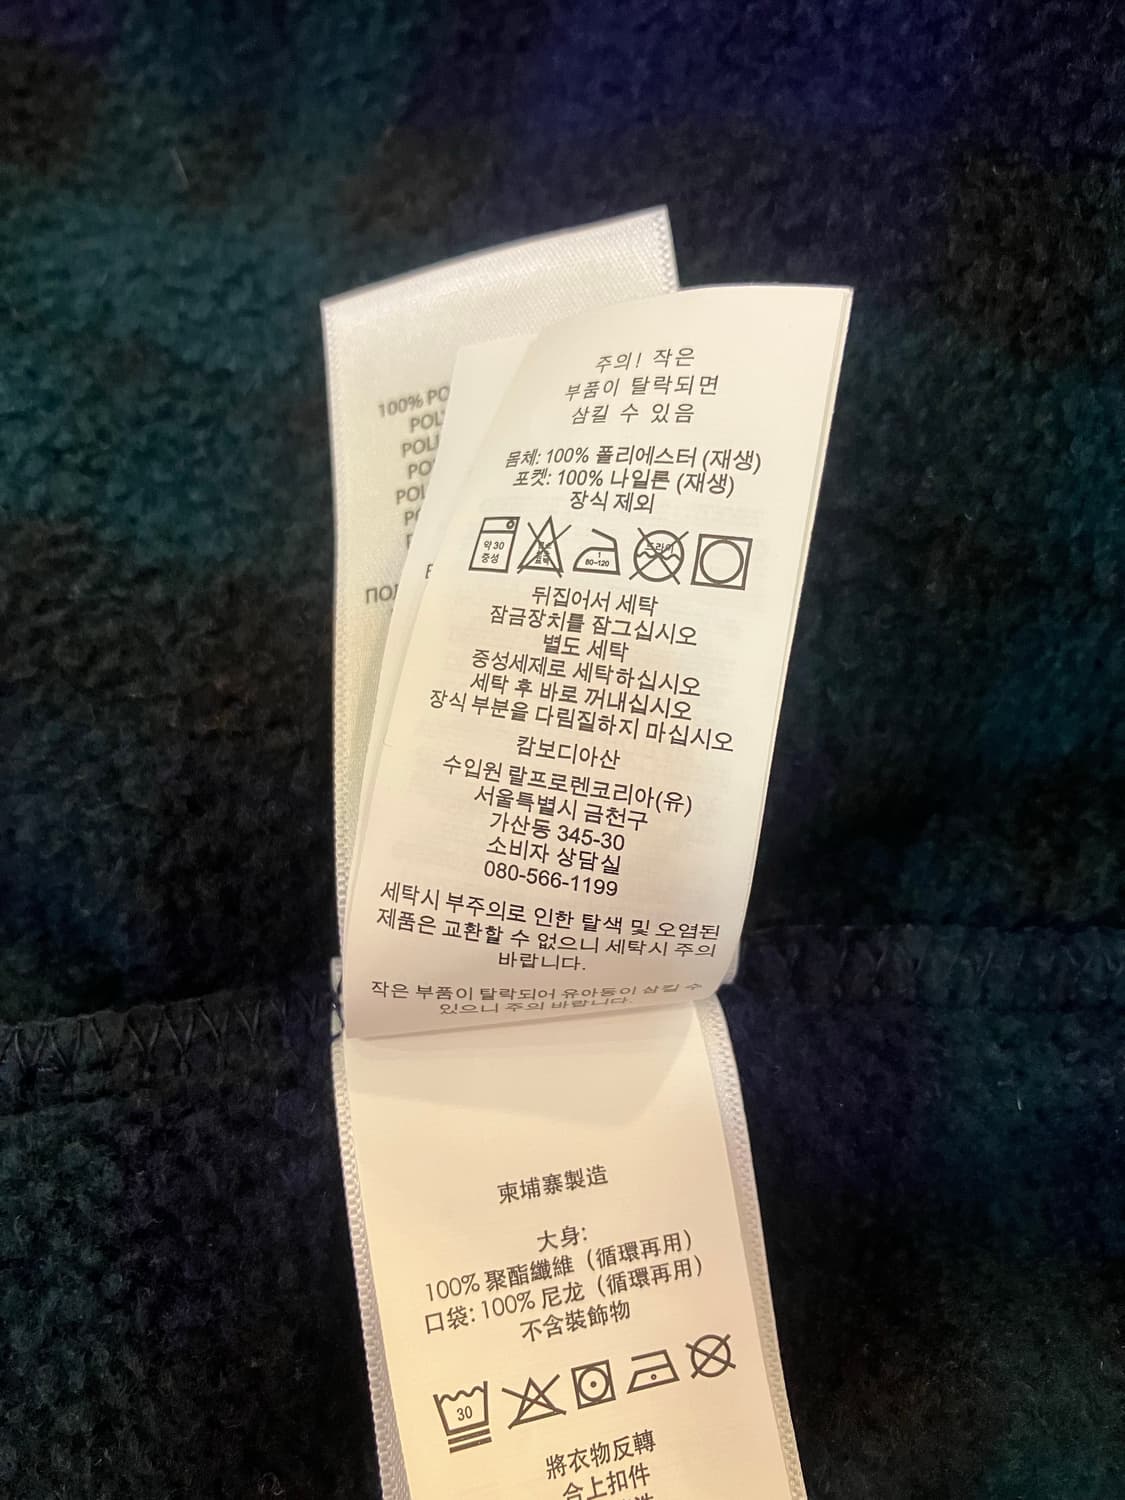 100% PO
POL
POLI
PO
POL
PO
ПОЛ
주의! 작은
부품이 탈락되면
삼킬 수 있음
몸체: 100% 폴리에스터 (재생)
포켓: 100% 나일론 (재생)
장식 제외
약 30
중성
1
80~120
드라이
뒤집어서 세탁
잠금장치를 잠그십시오
별도 세탁
중성세제로 세탁하십시오
세탁 후 바로 꺼내십시오
장식 부분을 다림질하지 마십시오
캄보디아산
수입원 랄프로렌코리아(유)
서울특별시 금천구
가산동 345-30
소비자 상담실
080-566-1199
세탁시 부주의로 인한 탈색 및 오염된
제품은 교환할 수 없으니 세탁시 주의
바랍니다.
작은 부품이 탈락되어 유아등이 삼킬 수
있으니 주의 바랍니다.
柬埔寨製造
大身:
100% 聚酯纖維（循環再用）
口袋: 100% 尼龙（循環再用）
不含裝飾物
30
將衣物反轉
合上扣件